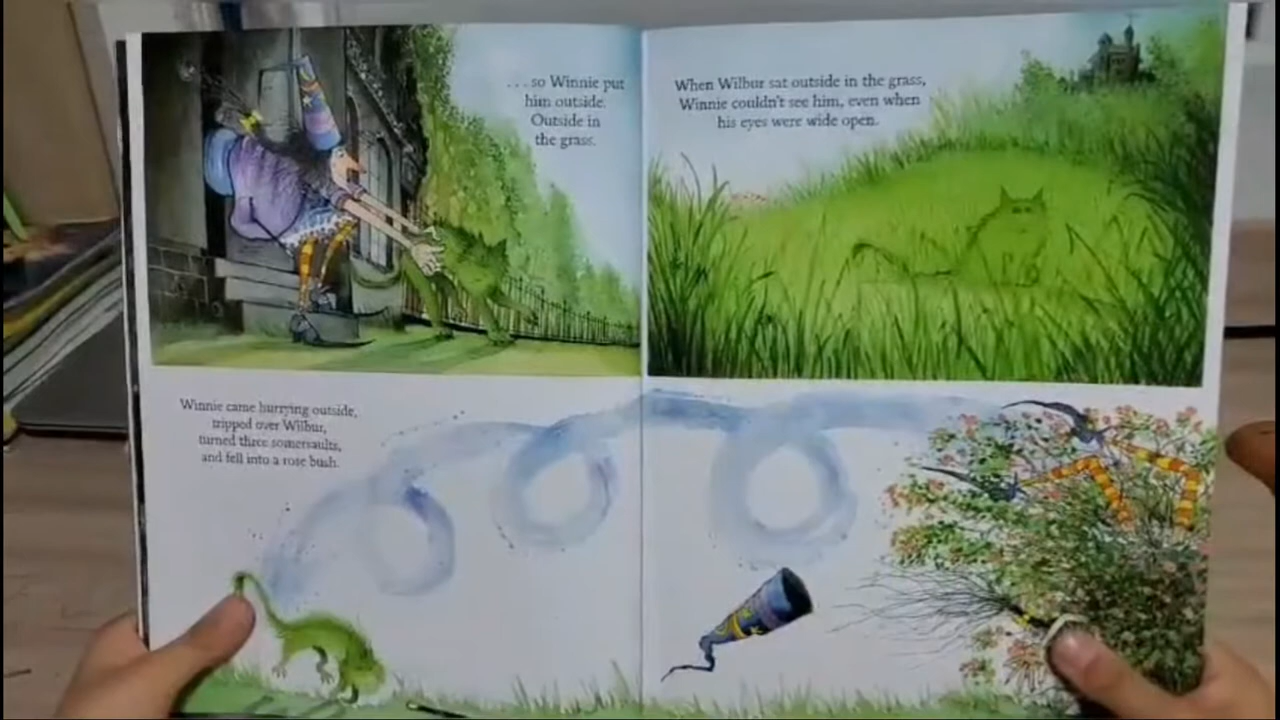 . . . so Winnie put
him outside.
Outside in
the grass.
When Wilbur sat outside in the grass,
Winnie couldn't see him, even when
his eyes were wide open.
Winnie came hurrying outside,
tripped over Wilbur,
turned three somersaults,
and fell into a rose bush.